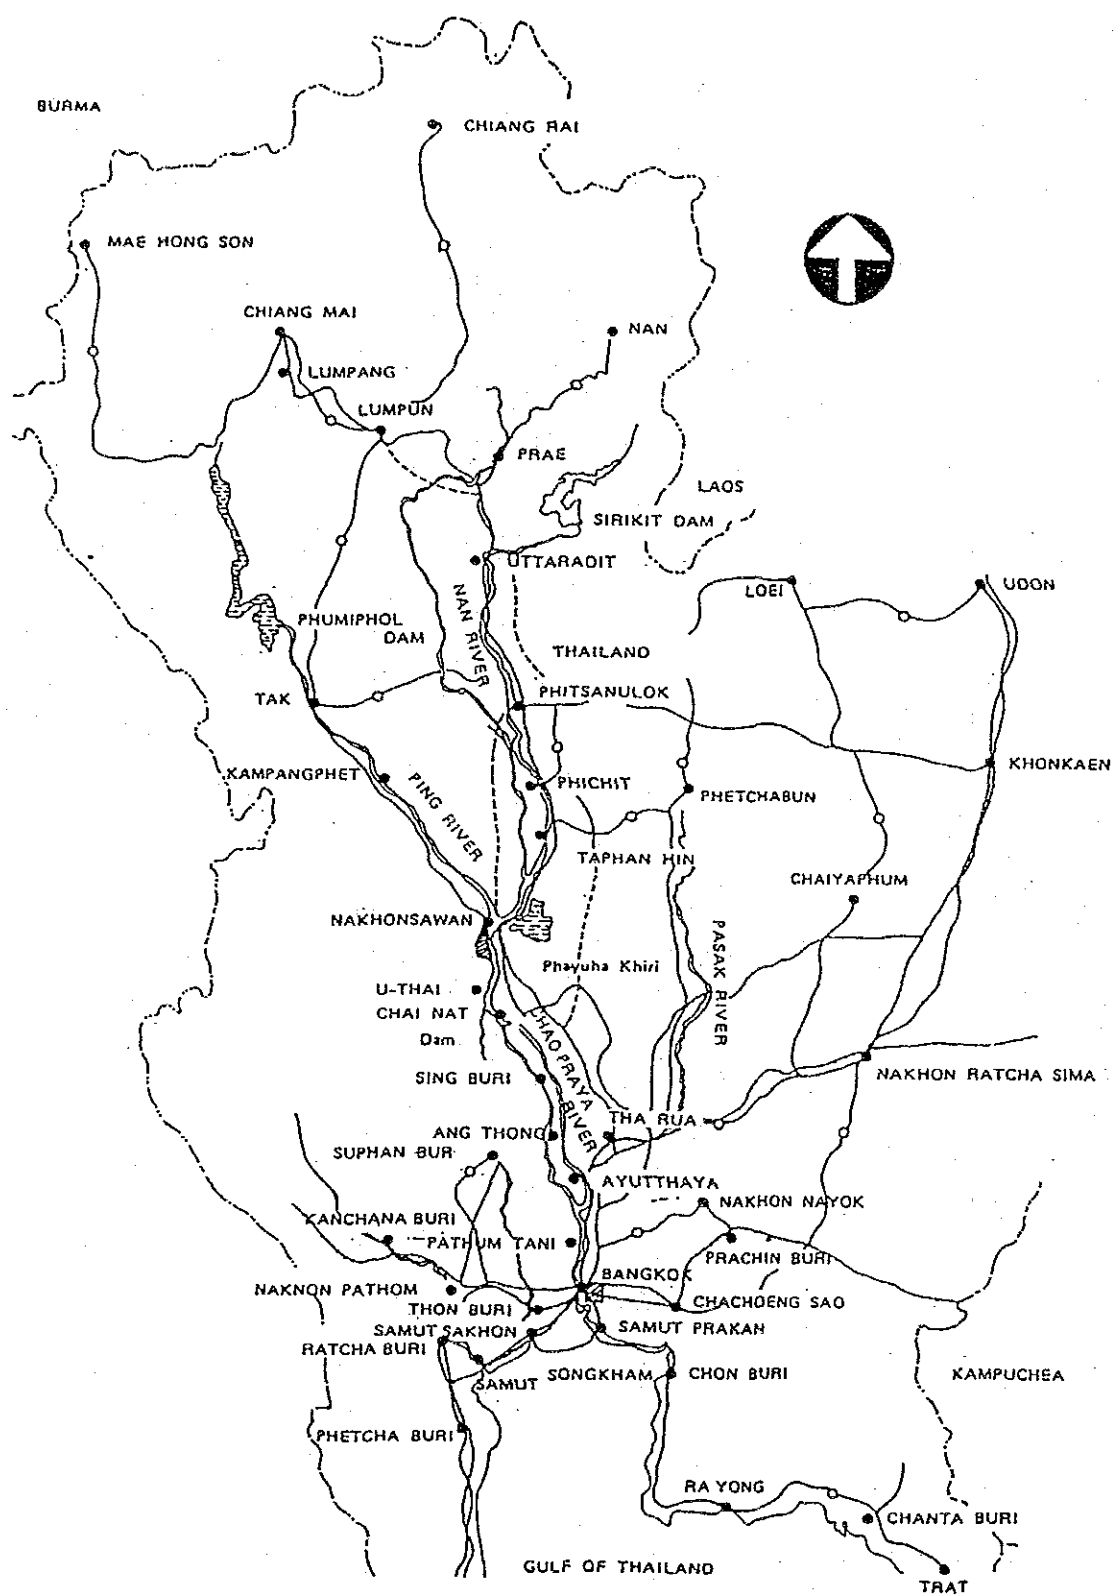 BURMA
CHIANG RAI
MAE HONG SON
CHIANG MAI
NAN
LUMPANG
LUMPUN
PRAE
LAOS
SIRIKIT DAM
UTTARADIT
LOEI
UDON
PHUMIPHOL
DAM
NAN RIVER
THAILAND
TAK
PHITSANULOK
KHONKAEN
KAMPANGPHET
PING RIVER
PHICHIT
PHETCHABUN
TAPHAN HIN
CHAIYAPHUM
NAKHONSAWAN
PASAK RIVER
Phayuha Khiri
U-THAI
CHAI NAT
Dam
CHAO PRAYA
RIVER
SING BURI
NAKHON RATCHA SIMA
THA RUA
ANG THONG
SUPHAN BUR
AYUTTHAYA
NAKHON NAYOK
KANCHANA BURI
PATHUM TANI
PRACHIN BURI
BANGKOK
NAKNON PATHOM
THON BURI
CHACHOENG SAO
SAMUT SAKHON
SAMUT PRAKAN
RATCHA BURI
SAMUT SONGKHAM
CHON BURI
KAMPUCHEA
PHETCHA BURI
RA YONG
CHANTA BURI
GULF OF THAILAND
TRAT